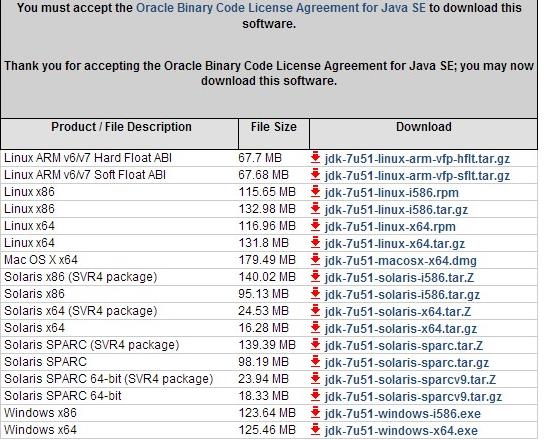 You must accept the Oracle Binary Code License Agreement for Java SE to download this
software.
Thank you for accepting the Oracle Binary Code License Agreement for Java SE; you may now
download this software.
Product / File Description File Size Download
Linux ARM v6/v7 Hard Float ABI 67.7 MB jdk-7u51-linux-arm-vfp-hflt.tar.gz
Linux ARM v6/v7 Soft Float ABI 67.68 MB jdk-7u51-linux-arm-vfp-sflt.tar.gz
Linux x86 115.65 MB jdk-7u51-linux-i586.rpm
Linux x86 132.98 MB jdk-7u51-linux-i586.tar.gz
Linux x64 116.96 MB jdk-7u51-linux-x64.rpm
Linux x64 131.8 MB jdk-7u51-linux-x64.tar.gz
Mac OS X x64 179.49 MB jdk-7u51-macosx-x64.dmg
Solaris x86 (SVR4 package) 140.02 MB jdk-7u51-solaris-i586.tar.Z
Solaris x86 95.13 MB jdk-7u51-solaris-i586.tar.gz
Solaris x64 (SVR4 package) 24.53 MB jdk-7u51-solaris-x64.tar.Z
Solaris x64 16.28 MB jdk-7u51-solaris-x64.tar.gz
Solaris SPARC (SVR4 package) 139.39 MB jdk-7u51-solaris-sparc.tar.Z
Solaris SPARC 98.19 MB jdk-7u51-solaris-sparc.tar.gz
Solaris SPARC 64-bit (SVR4 package) 23.94 MB jdk-7u51-solaris-sparcv9.tar.Z
Solaris SPARC 64-bit 18.33 MB jdk-7u51-solaris-sparcv9.tar.gz
Windows x86 123.64 MB jdk-7u51-windows-i586.exe
Windows x64 125.46 MB jdk-7u51-windows-x64.exe